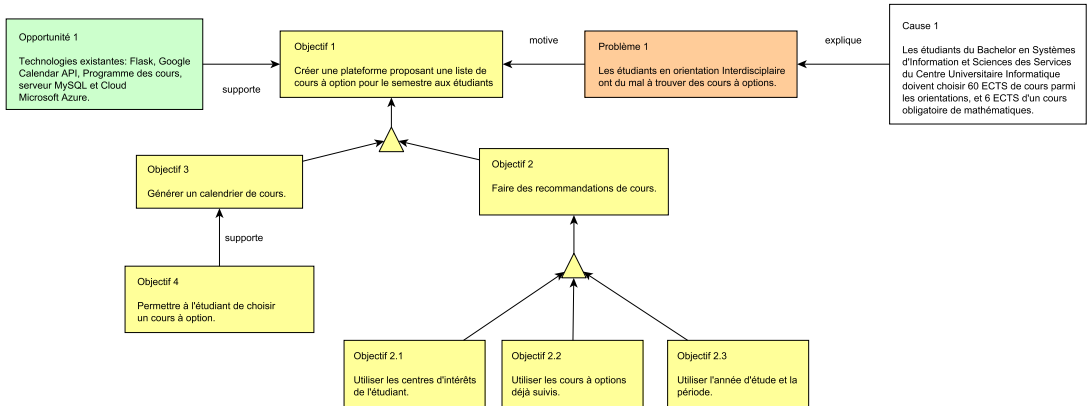 Opportunité 1
Technologies existantes: Flask, Google
Calendar API, Programme des cours,
serveur MySQL et Cloud
Microsoft Azure.
supporte
Objectif 1
Créer une plateforme proposant une liste de
cours à option pour le semestre aux étudiants
motive
Problème 1
Les étudiants en orientation Interdisciplaire
ont du mal à trouver des cours à options.
explique
Cause 1
Les étudiants du Bachelor en Systèmes
d'Information et Sciences des Services
du Centre Universitaire Informatique
doivent choisir 60 ECTS de cours parmi
les orientations, et 6 ECTS d'un cours
obligatoire de mathématiques.
Objectif 3
Générer un calendrier de cours.
Objectif 2
Faire des recommandations de cours.
supporte
Objectif 4
Permettre à l'étudiant de choisir
un cours à option.
Objectif 2.1
Utiliser les centres d'intérêts
de l'étudiant.
Objectif 2.2
Utiliser les cours à options
déjà suivis.
Objectif 2.3
Utiliser l'année d'étude et la
période.